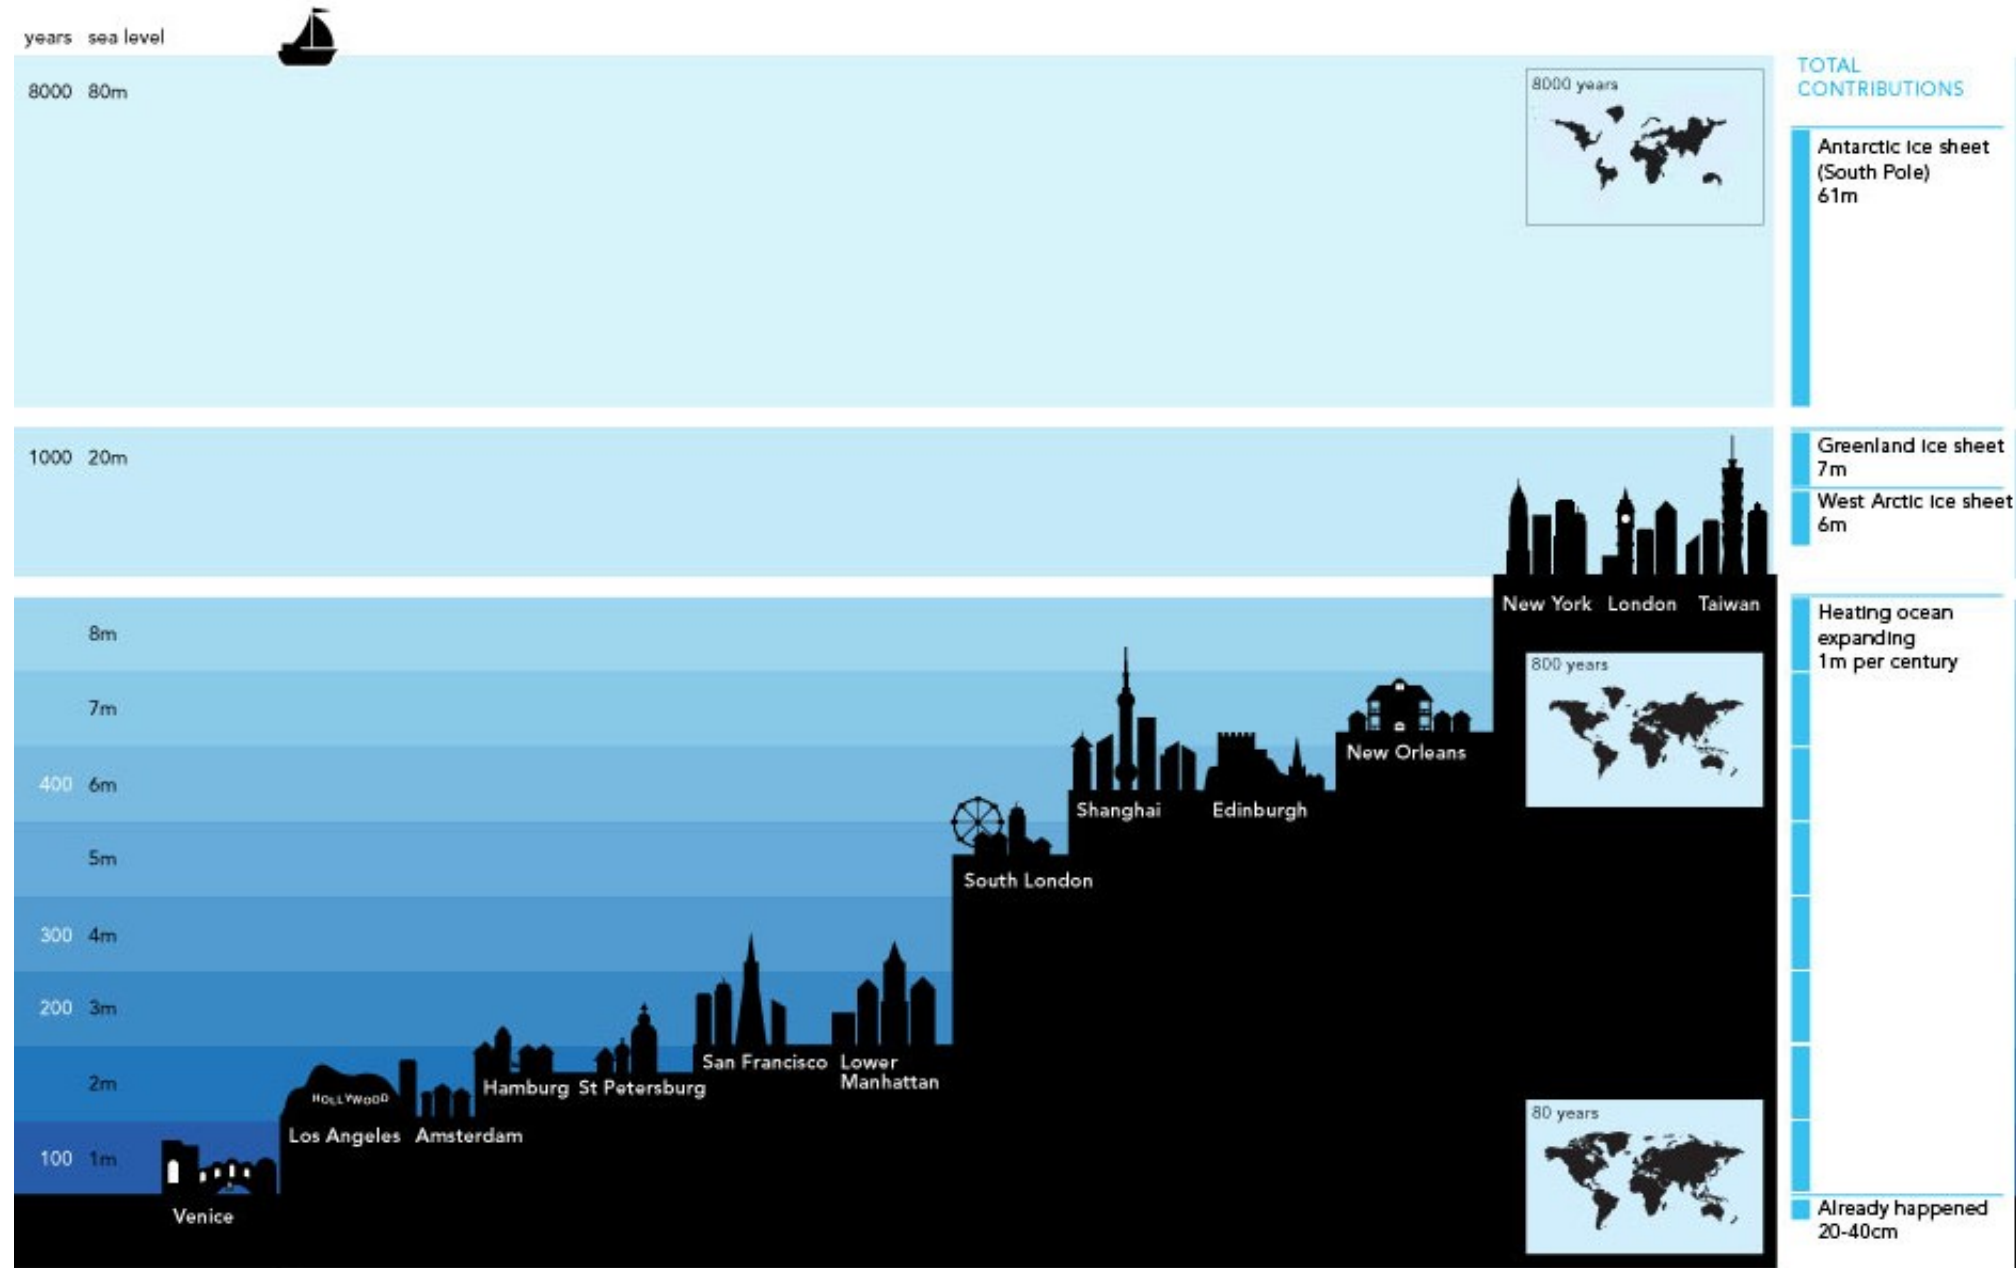 years sea level
8000 80m
8000 years
TOTAL
CONTRIBUTIONS
Antarctic ice sheet
(South Pole)
61m
1000 20m
Greenland ice sheet
7m
West Arctic ice sheet
6m
New York London Taiwan
8m
Heating ocean
expanding
1m per century
800 years
7m
New Orleans
400 6m
Shanghai Edinburgh
5m
South London
300 4m
200 3m
San Francisco Lower
Manhattan
2m
Hamburg St Petersburg
HOLLYWOOD
Los Angeles Amsterdam
80 years
100 1m
Venice
Already happened
20-40cm